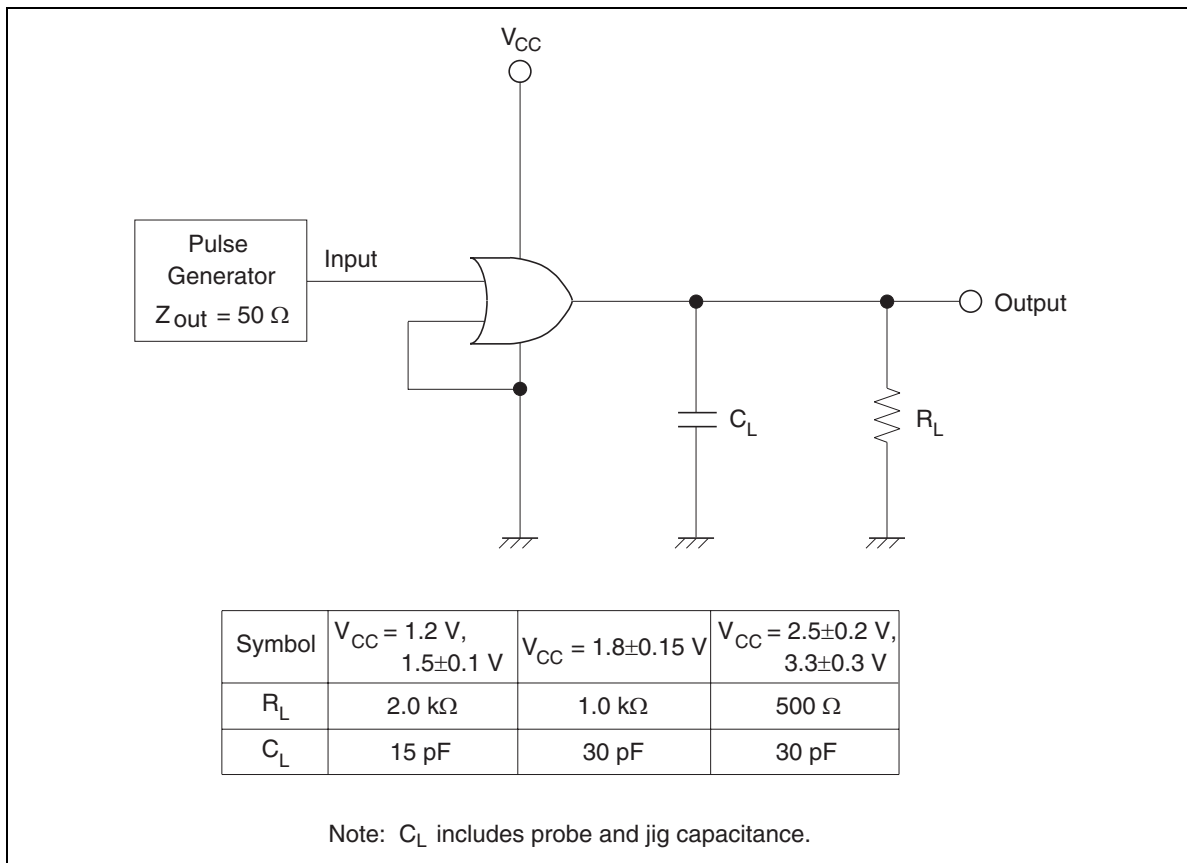 VCC
Pulse
Generator
Zout = 50 Ω
Input
Output
CL
RL
Symbol
VCC = 1.2 V,
1.5±0.1 V
VCC = 1.8±0.15 V
VCC = 2.5±0.2 V,
3.3±0.3 V
RL
2.0 kΩ
1.0 kΩ
500 Ω
CL
15 pF
30 pF
30 pF
Note: CL includes probe and jig capacitance.